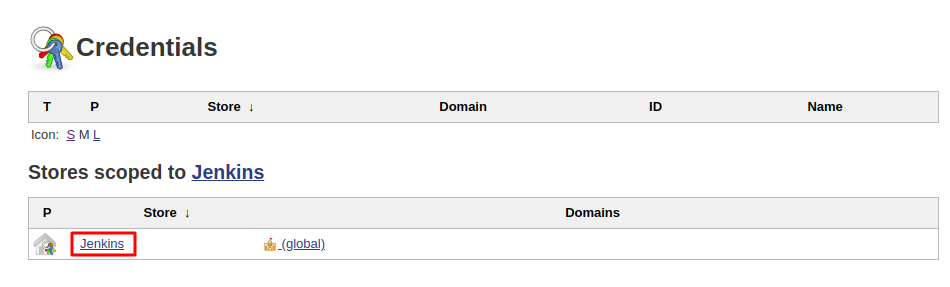 Credentials
T P Store ↓ Domain ID Name
Icon: S M L
Stores scoped to Jenkins
P Store ↓ Domains
Jenkins (global)